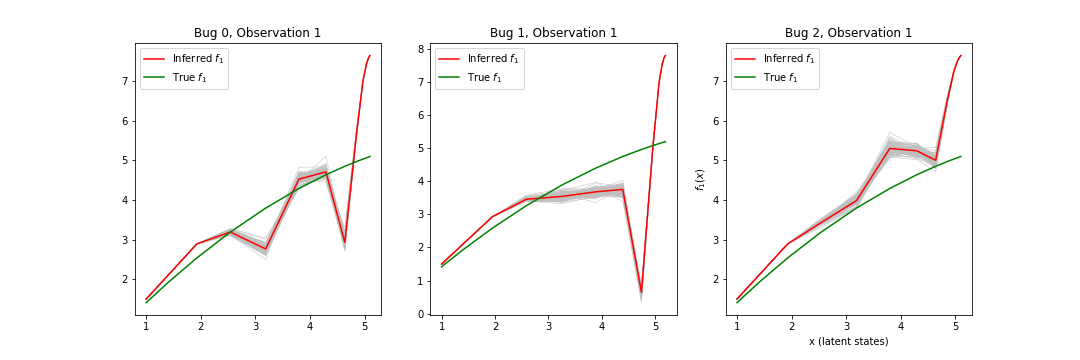 Bug 0, Observation 1
Inferred f₁
True f₁
7
6
5
4
3
2
1 2 3 4 5
Bug 1, Observation 1
Inferred f₁
True f₁
8
7
6
5
4
3
2
1
0
1 2 3 4 5
Bug 2, Observation 1
Inferred f₁
True f₁
f₁(x)
7
6
5
4
3
2
1 2 3 4 5
x (latent states)